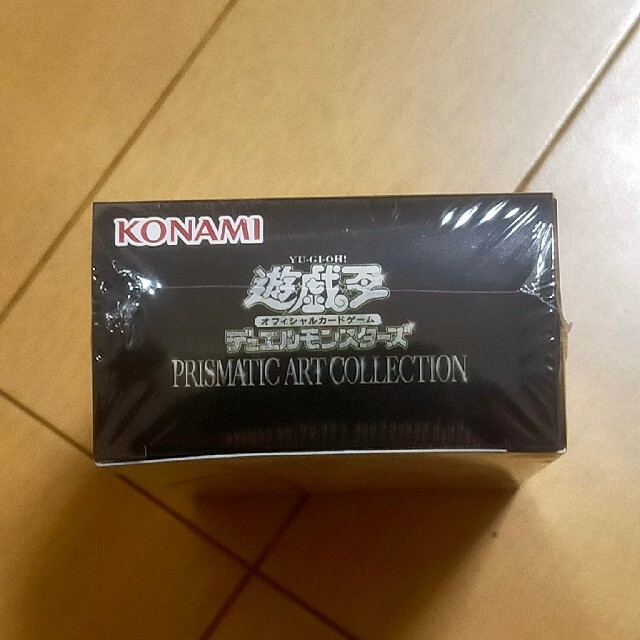 KONAMI
YU-GI-OH!
遊戯王
オフィシャルカードゲーム
デュエルモンスターズ
PRISMATIC ART COLLECTION